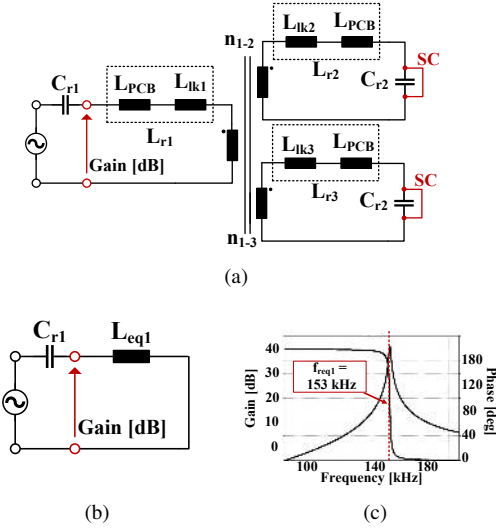 n1-2
Llk2 LPCB
SC
Lr2
Cr2
Cr1
LPCB Llk1
Lr1
Gain [dB]
Llk3 LPCB
SC
Lr3
Cr2
n1-3
(a)
Cr1
Leq1
Gain [dB]
(b)
40
30
20
10
0
Gain [dB]
freq1 =
153 kHz
180
120
80
40
0
Phase [deg]
100 140 180
Frequency [kHz]
(c)